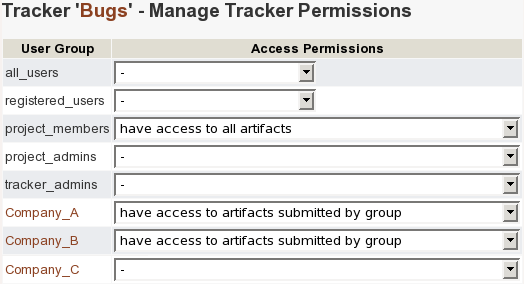 Tracker 'Bugs' - Manage Tracker Permissions
User Group Access Permissions
all_users -
registered_users -
project_members have access to all artifacts
project_admins -
tracker_admins -
Company_A have access to artifacts submitted by group
Company_B have access to artifacts submitted by group
Company_C -